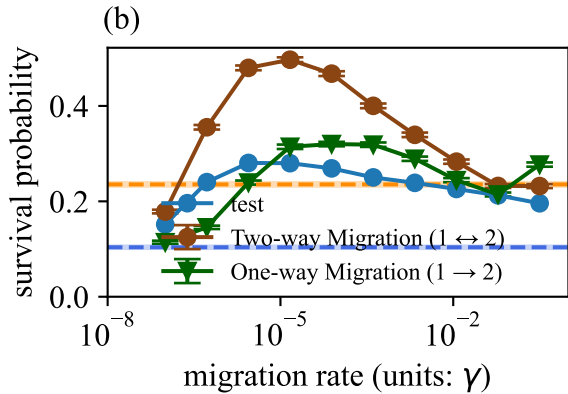 (b)
survival probability
0.4
0.2
0.0
test
Two-way Migration (1 ↔ 2)
One-way Migration (1 → 2)
10⁻⁸
10⁻⁵
10⁻²
migration rate (units: γ)